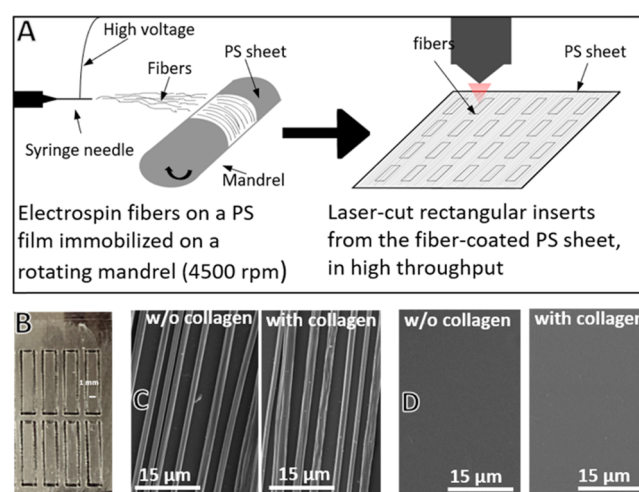 A
High voltage
Fibers
PS sheet
Syringe needle
Mandrel
fibers
PS sheet
Electrospin fibers on a PS
film immobilized on a
rotating mandrel (4500 rpm)
Laser-cut rectangular inserts
from the fiber-coated PS sheet,
in high throughput
B
1 mm
w/o collagen
with collagen
C
15 μm
15 μm
w/o collagen
with collagen
D
15 μm
15 μm